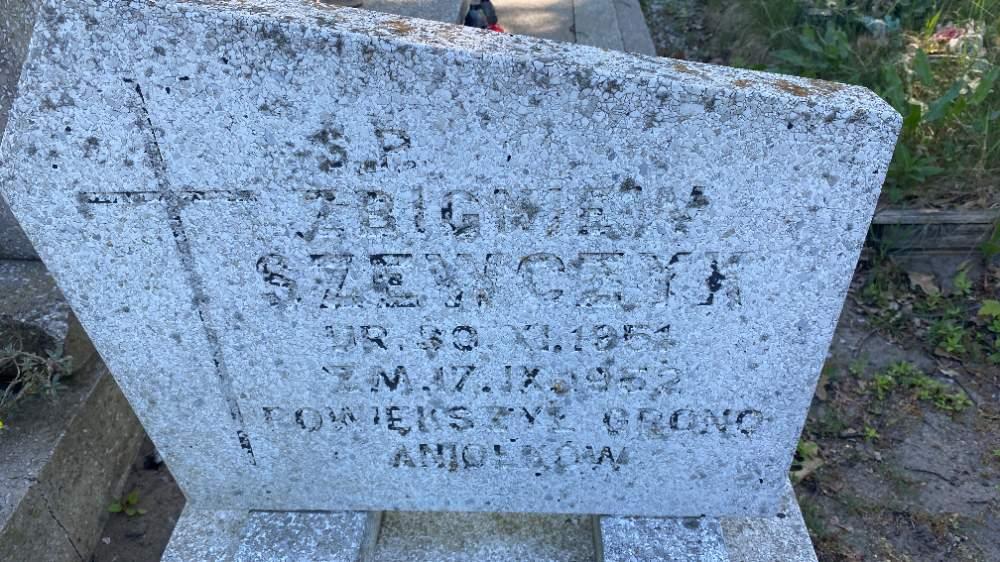 Ś.P.
ZBIGNIEW
SZEWCZYK
UR. 30. XI. 1951
ZM. 17. IX. 1952
POWIĘKSZYŁ GRONO
ANIOŁKÓW